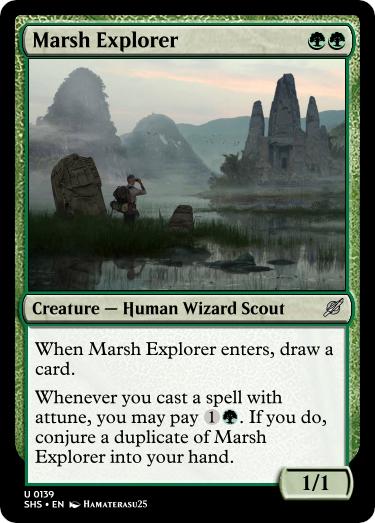 Marsh Explorer
Creature — Human Wizard Scout
When Marsh Explorer enters, draw a
card.
Whenever you cast a spell with
attune, you may pay 1. If you do,
conjure a duplicate of Marsh
Explorer into your hand.
1/1
U 0139
SHS • EN Hamaterasu25